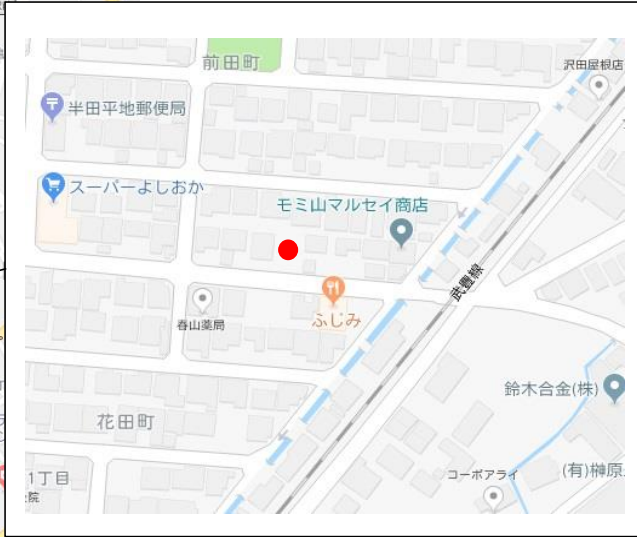 前田町
沢田屋根店
半田平地郵便局
スーパーよしおか
モミ山マルセイ商店
武豊線
春山薬局
ふじみ
鈴木合金(株)
花田町
1丁目
コーポアライ
(有)榊原
院